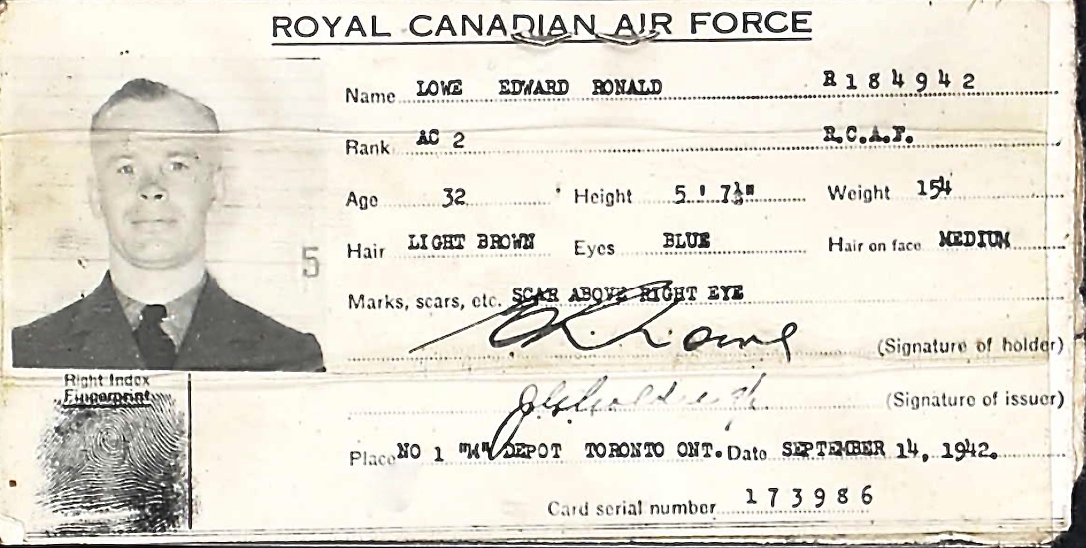 ROYAL CANADIAN AIR FORCE
Name LOWE EDWARD RONALD R184942
Rank AC 2 R.C.A.F.
Age 32 Height 5 ' 7½" Weight 154
Hair LIGHT BROWN Eyes BLUE Hair on face MEDIUM
5
Marks, scars, etc. SCAR ABOVE RIGHT EYE
(Signature of holder)
Right Index
Fingerprint
(Signature of issuer)
Place NO 1 "M" DEPOT TORONTO ONT. Date SEPTEMBER 14, 1942.
Card serial number 173986